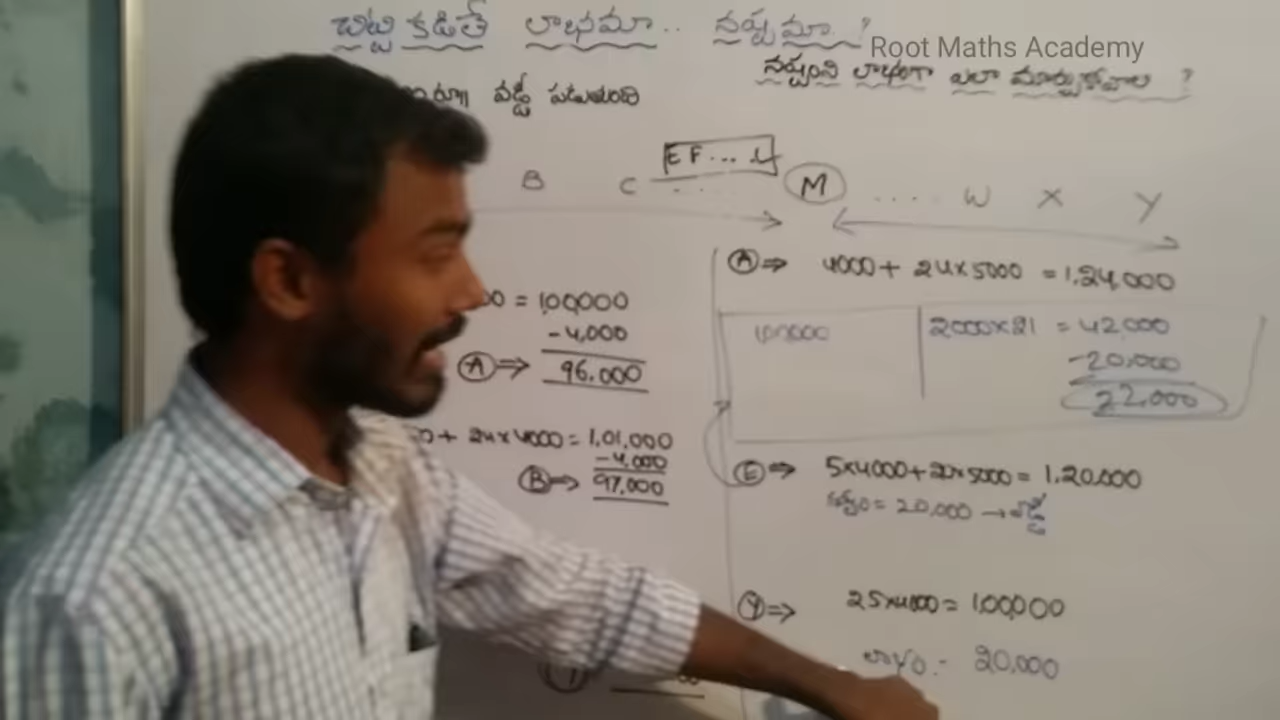 చిట్టి కడితే లాభమా.. నష్టమా..?
Root Maths Academy
నష్టంని లాభంగా ఎలా మార్చుకోవాలి ?
వడ్డీ పడుతుంది
B C EF... L M .... W X Y
= 1,00,000
- 4,000
A ⇒ 96,000
+ 24×4000 = 1,01,000
- 4,000
B ⇒ 97,000
A ⇒ 4000 + 24×5000 = 1,24,000
1,00,000
2000×21 = 42,000
- 20,000
22,000
E ⇒ 5×4000 + 20×5000 = 1,20,000
= 20,000 → వడ్డీ
Y ⇒ 25×4000 = 1,00,000
లాభం - 20,000